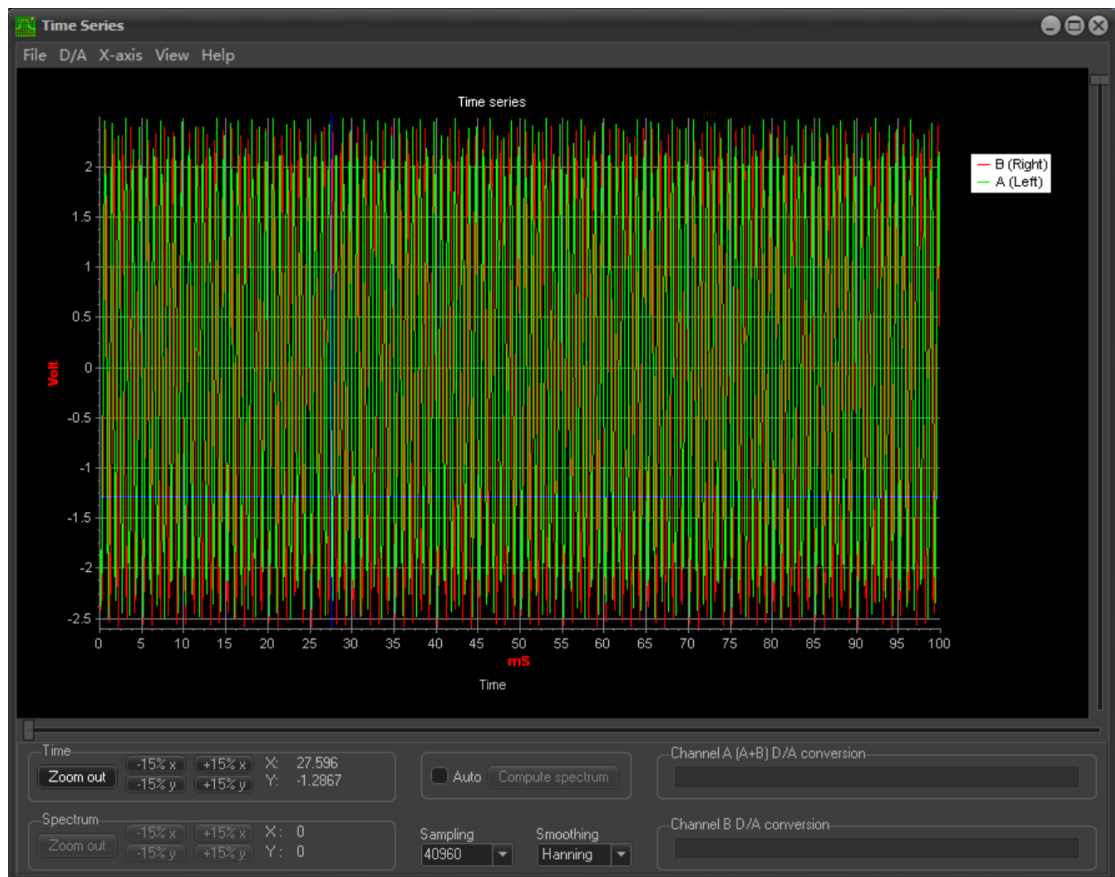 Time Series
File D/A X-axis View Help
Time series
B (Right)
A (Left)
2
1.5
1
0.5
0
-0.5
-1
-1.5
-2
-2.5
Volt
0 5 10 15 20 25 30 35 40 45 50 55 60 65 70 75 80 85 90 95 100
mS
Time
Time
Zoom out -15% x +15% x X: 27.596
-15% y +15% y Y: -1.2867
Auto Compute spectrum
Channel A (A+B) D/A conversion
Spectrum
Zoom out -15% x +15% x X: 0
-15% y +15% y Y: 0
Sampling Smoothing
40960 Hanning
Channel B D/A conversion